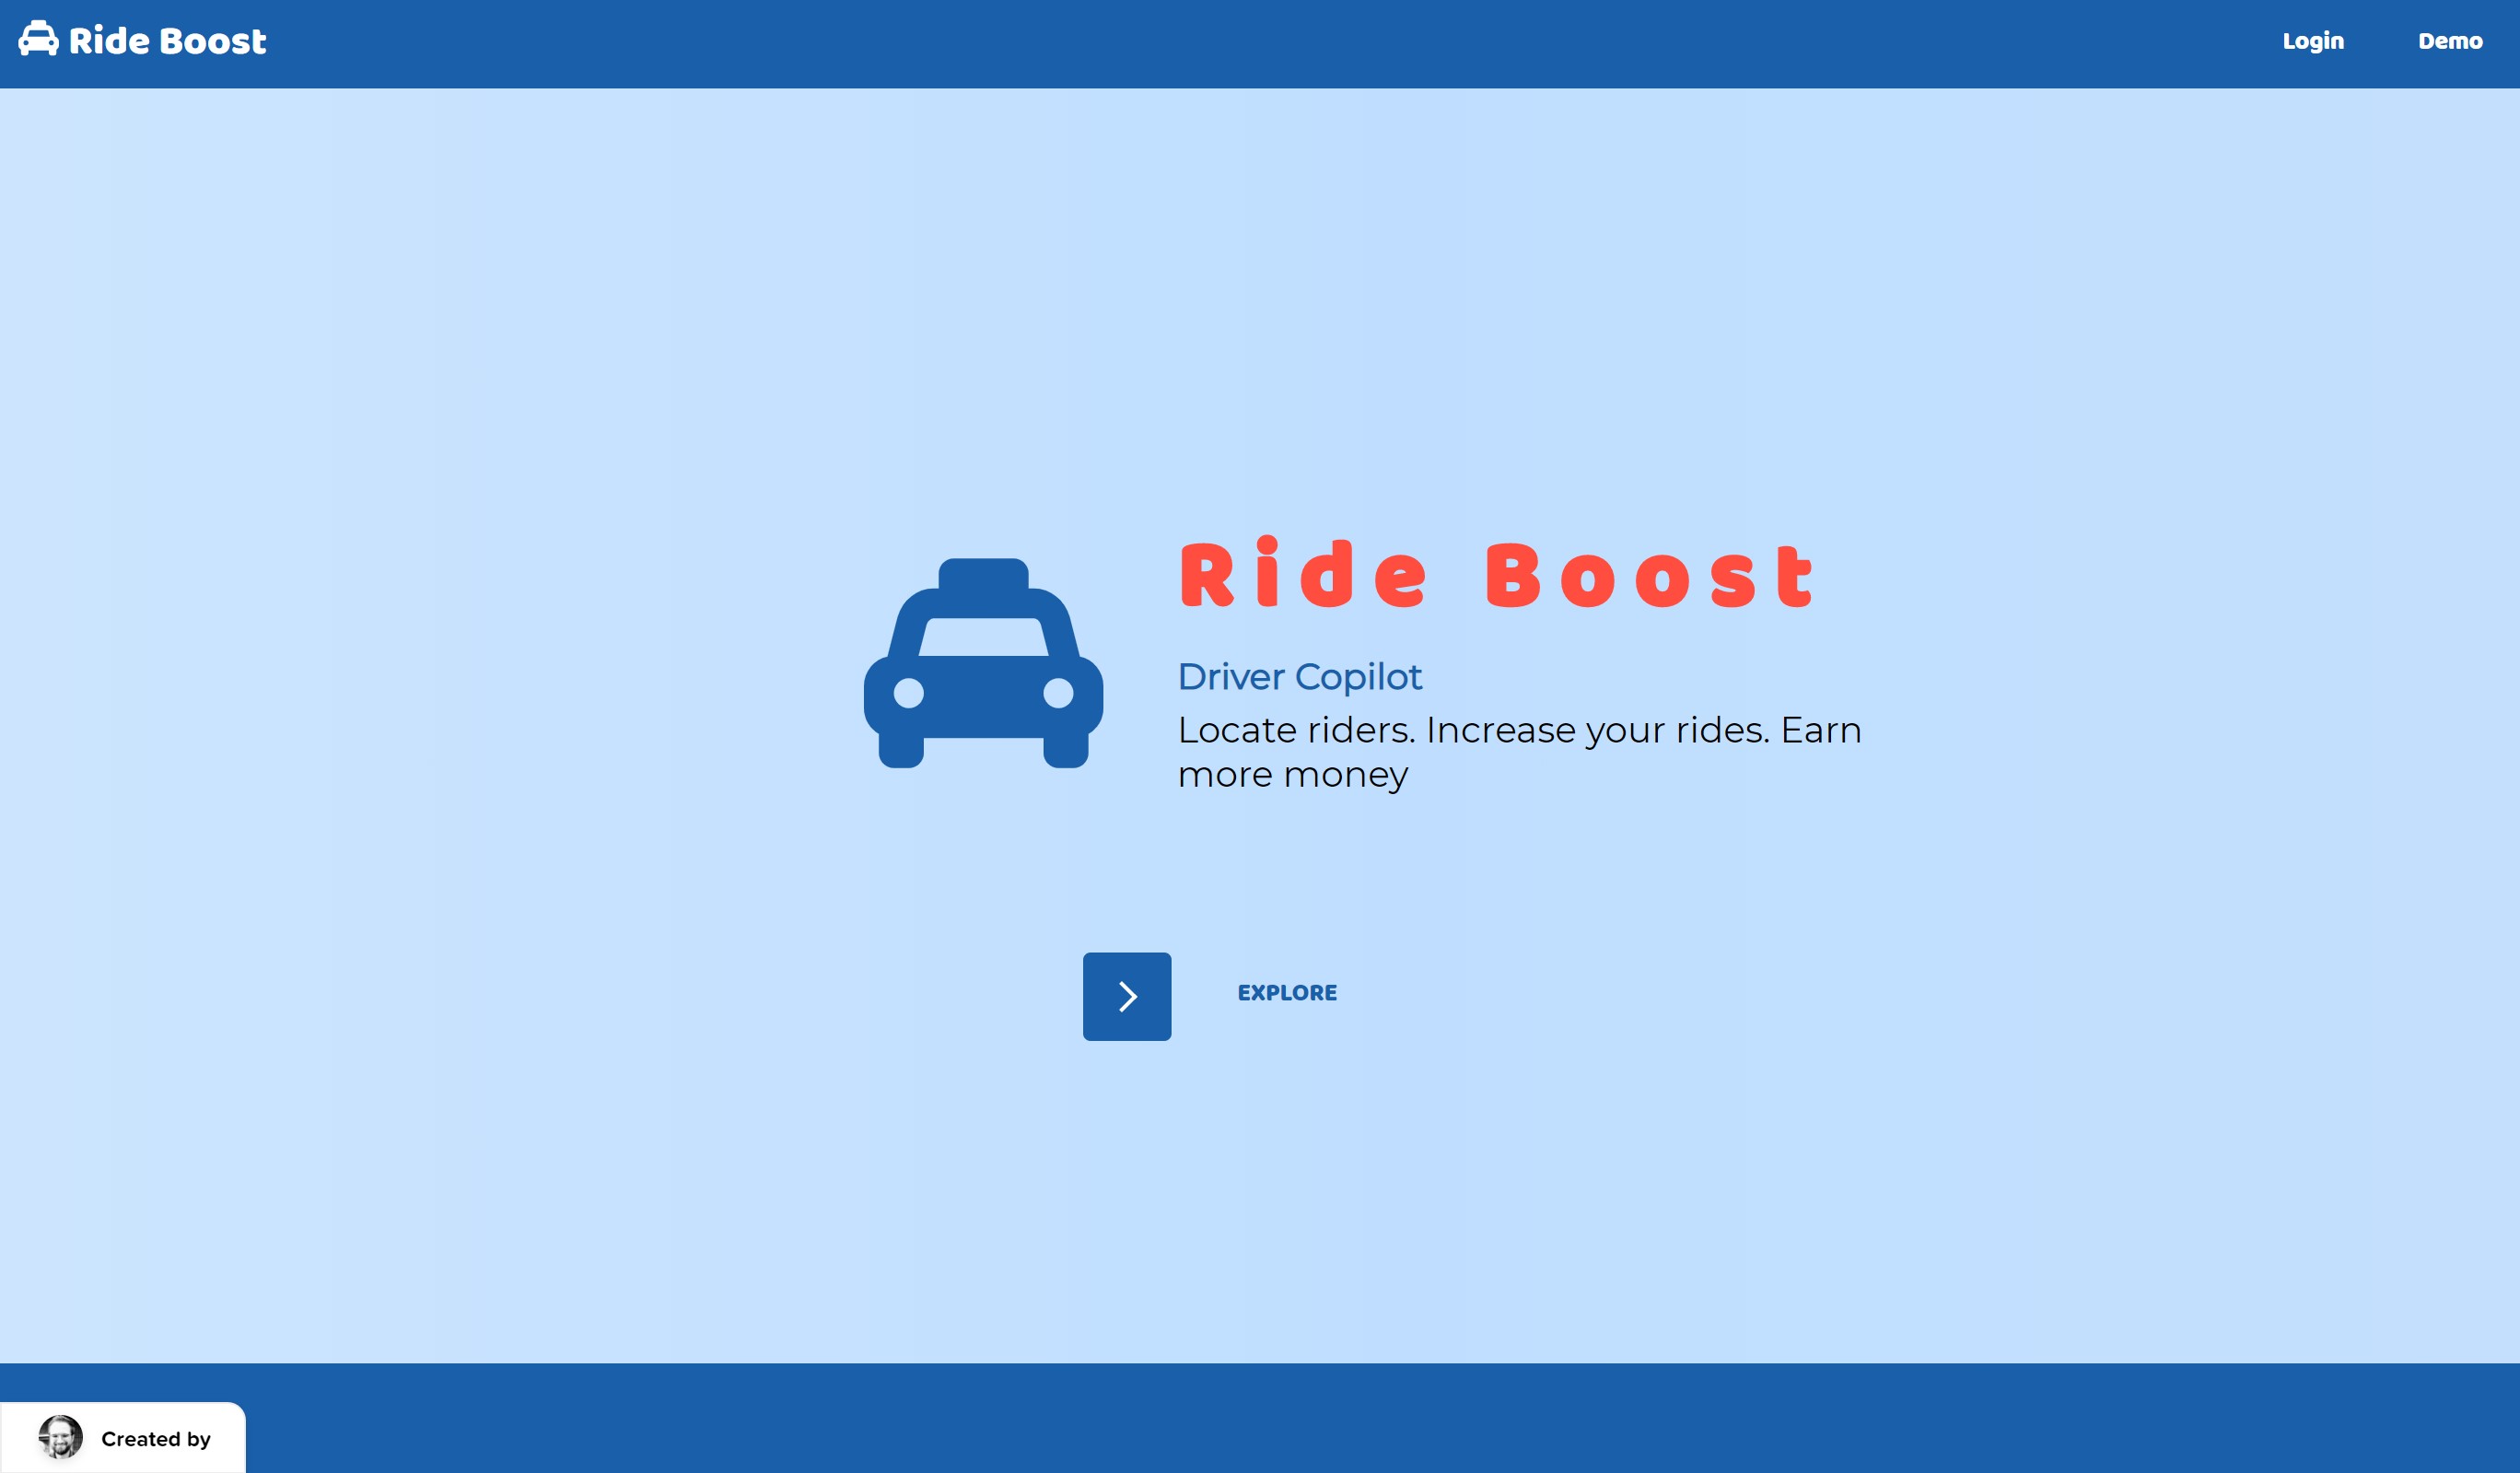 Ride Boost
Login
Demo
Ride Boost
Driver Copilot
Locate riders. Increase your rides. Earn
more money
EXPLORE
Created by